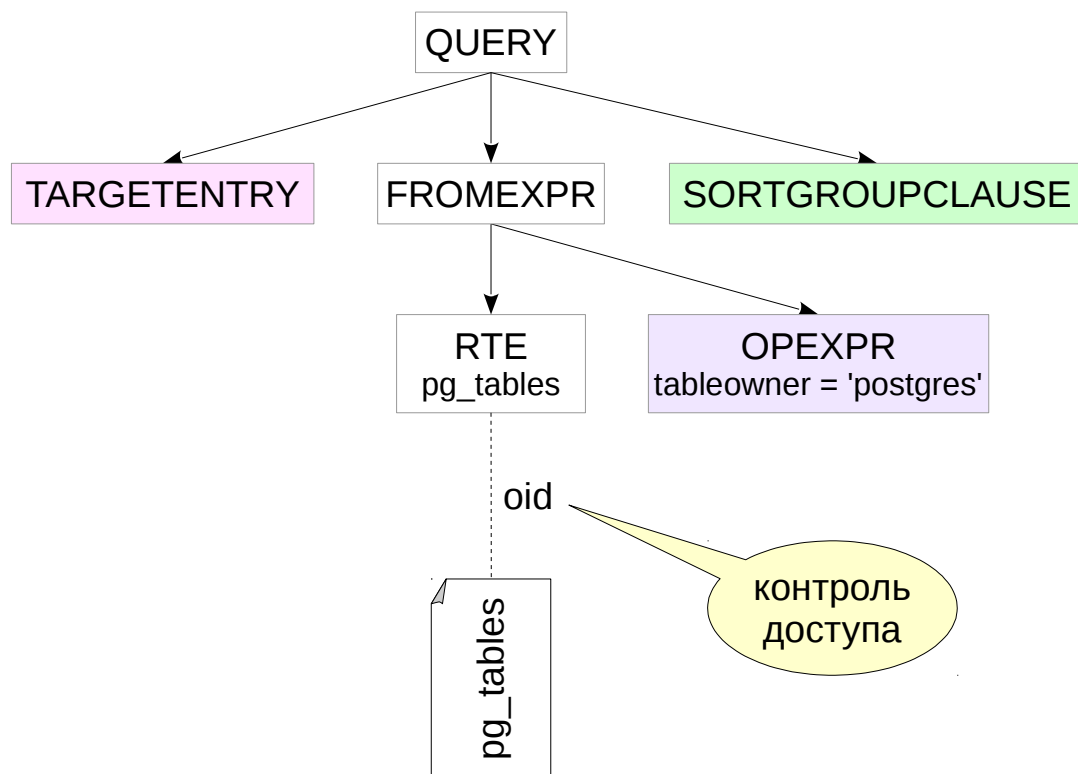 QUERY
TARGETENTRY
FROMEXPR
SORTGROUPCLAUSE
RTE
pg_tables
OPEXPR
tableowner = 'postgres'
oid
контроль
доступа
pg_tables